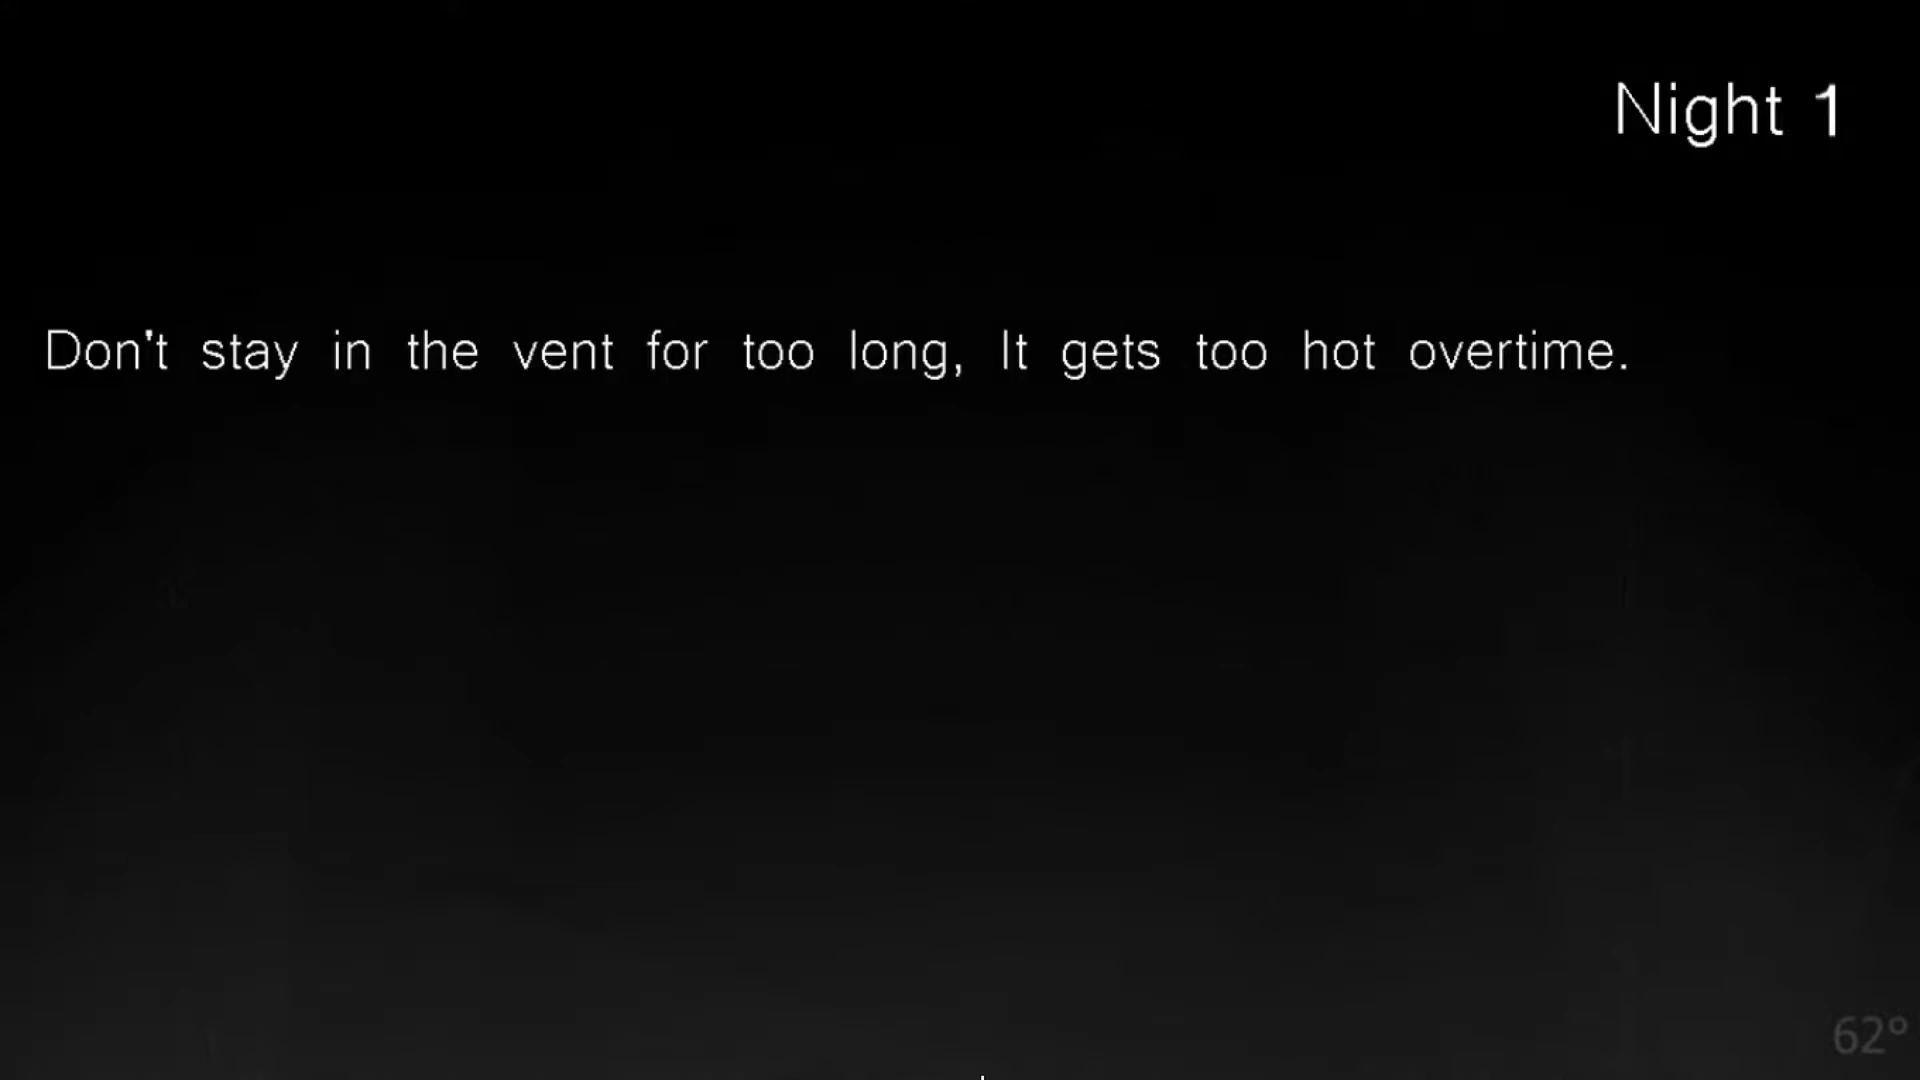 Night 1
Don't stay in the vent for too long, It gets too hot overtime.
62°